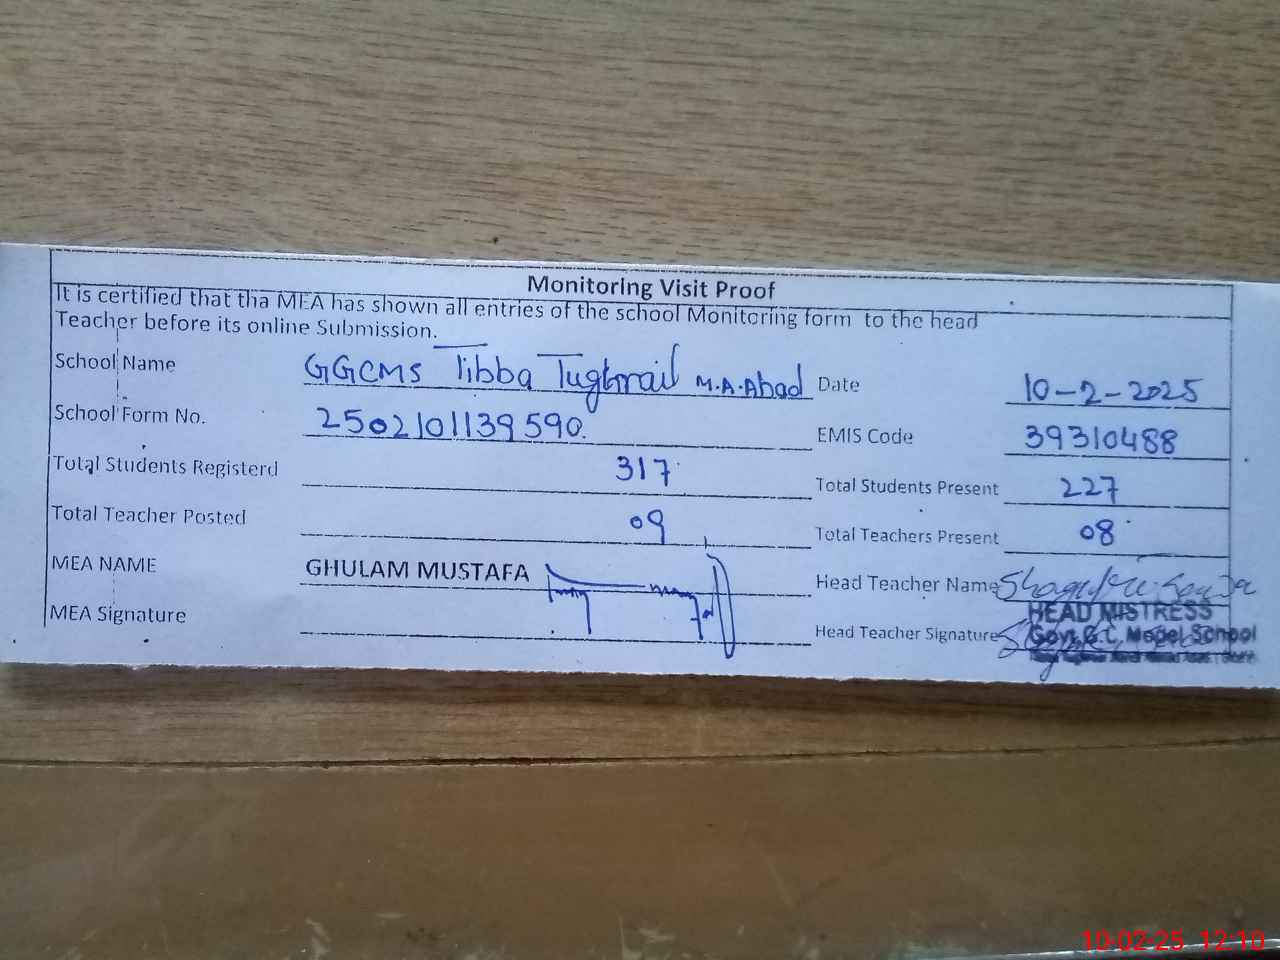 Monitoring Visit Proof
It is certified that tha MEA has shown all entries of the school Monitoring form to the head
Teacher before its online Submission.
School Name GGCMS Tibba Tughrail M.A.Abad Date 10-2-2025
School Form No. 2502101139590. EMIS Code 39310488
Total Students Registerd 317 Total Students Present 227
Total Teacher Posted 09 Total Teachers Present 08
MEA NAME GHULAM MUSTAFA Head Teacher Name
HEAD MISTRESS
MEA Signature Head Teacher Signature
Govt. G.C. Model School
10-02-25 12:10